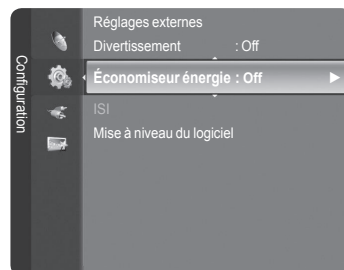 Configuration
Réglages externes
Divertissement : Off
Économiseur énergie : Off
ISI
Mise à niveau du logiciel